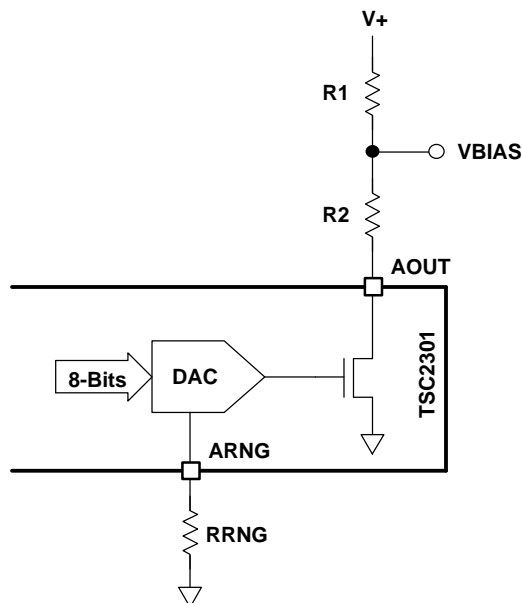 V+
R1
VBIAS
R2
AOUT
TSC2301
8-Bits
DAC
ARNG
RRNG